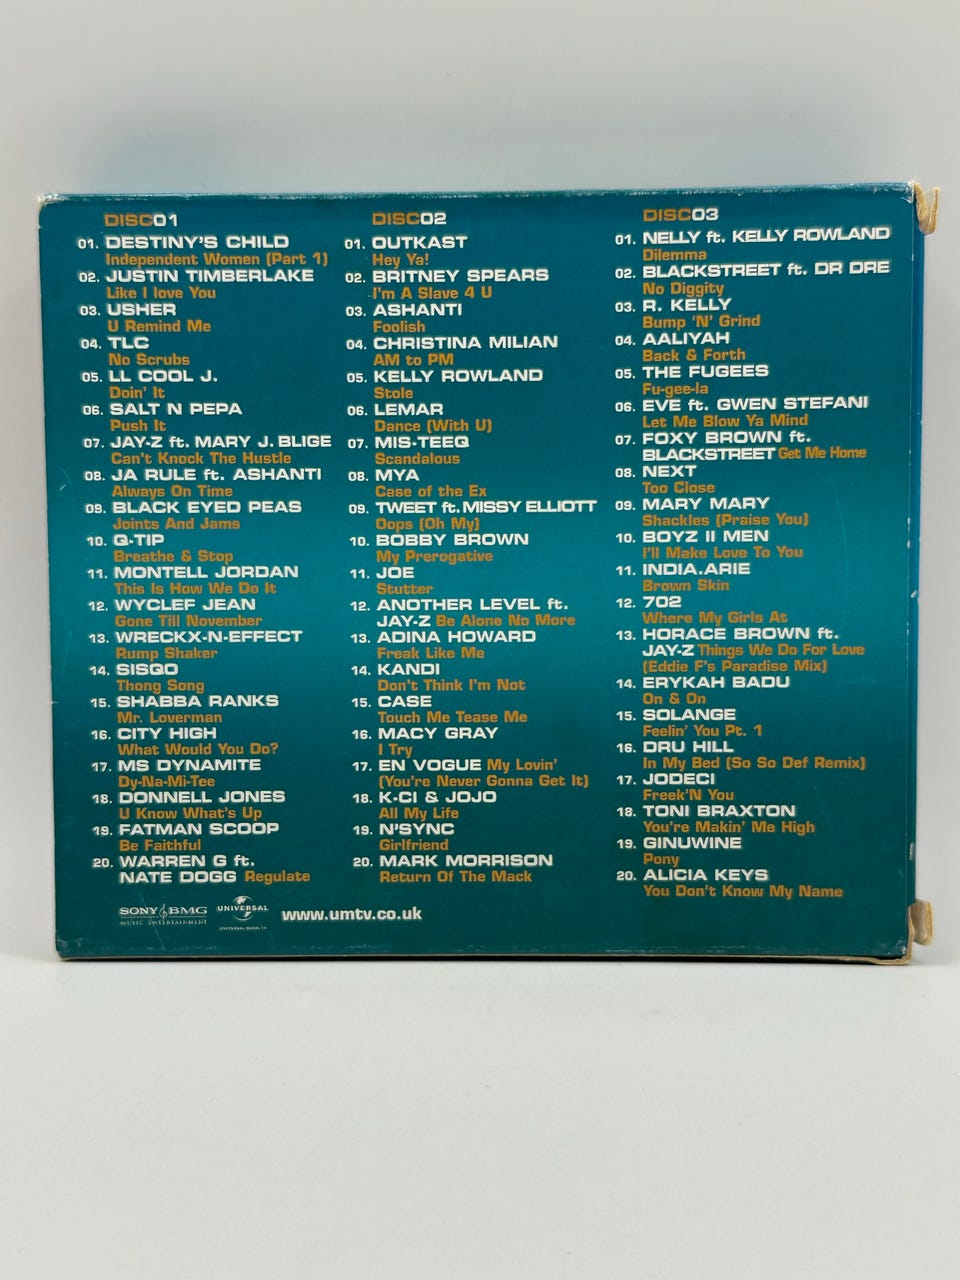 DISC01
01. DESTINY'S CHILD
Independent Women (Part 1)
02. JUSTIN TIMBERLAKE
Like I love You
03. USHER
U Remind Me
04. TLC
No Scrubs
05. LL COOL J.
Doin' It
06. SALT N PEPA
Push It
07. JAY-Z ft. MARY J. BLIGE
Can't Knock The Hustle
08. JA RULE ft. ASHANTI
Always On Time
09. BLACK EYED PEAS
Joints And Jams
10. Q-TIP
Breathe & Stop
11. MONTELL JORDAN
This Is How We Do It
12. WYCLEF JEAN
Gone Till November
13. WRECKX-N-EFFECT
Rump Shaker
14. SISQO
Thong Song
15. SHABBA RANKS
Mr. Loverman
16. CITY HIGH
What Would You Do?
17. MS DYNAMITE
Dy-Na-Mi-Tee
18. DONNELL JONES
U Know What's Up
19. FATMAN SCOOP
Be Faithful
20. WARREN G ft.
NATE DOGG Regulate
DISC02
01. OUTKAST
Hey Ya!
02. BRITNEY SPEARS
I'm A Slave 4 U
03. ASHANTI
Foolish
04. CHRISTINA MILIAN
AM to PM
05. KELLY ROWLAND
Stole
06. LEMAR
Dance (With U)
07. MIS-TEEQ
Scandalous
08. MYA
Case of the Ex
09. TWEET ft. MISSY ELLIOTT
Oops (Oh My)
10. BOBBY BROWN
My Prerogative
11. JOE
Stutter
12. ANOTHER LEVEL ft.
JAY-Z Be Alone No More
13. ADINA HOWARD
Freak Like Me
14. KANDI
Don't Think I'm Not
15. CASE
Touch Me Tease Me
16. MACY GRAY
I Try
17. EN VOGUE My Lovin'
(You're Never Gonna Get It)
18. K-CI & JOJO
All My Life
19. N'SYNC
Girlfriend
20. MARK MORRISON
Return Of The Mack
DISC03
01. NELLY ft. KELLY ROWLAND
Dilemma
02. BLACKSTREET ft. DR DRE
No Diggity
03. R. KELLY
Bump 'N' Grind
04. AALIYAH
Back & Forth
05. THE FUGEES
Fu-gee-la
06. EVE ft. GWEN STEFANI
Let Me Blow Ya Mind
07. FOXY BROWN ft.
BLACKSTREET Get Me Home
08. NEXT
Too Close
09. MARY MARY
Shackles (Praise You)
10. BOYZ II MEN
I'll Make Love To You
11. INDIA.ARIE
Brown Skin
12. 702
Where My Girls At
13. HORACE BROWN ft.
JAY-Z Things We Do For Love
(Eddie F's Paradise Mix)
14. ERYKAH BADU
On & On
15. SOLANGE
Feelin' You Pt. 1
16. DRU HILL
In My Bed (So So Def Remix)
17. JODECI
Freek'N You
18. TONI BRAXTON
You're Makin' Me High
19. GINUWINE
Pony
20. ALICIA KEYS
You Don't Know My Name
SONY BMG
MUSIC ENTERTAINMENT
UNIVERSAL
UNIVERSAL MUSIC TV
www.umtv.co.uk